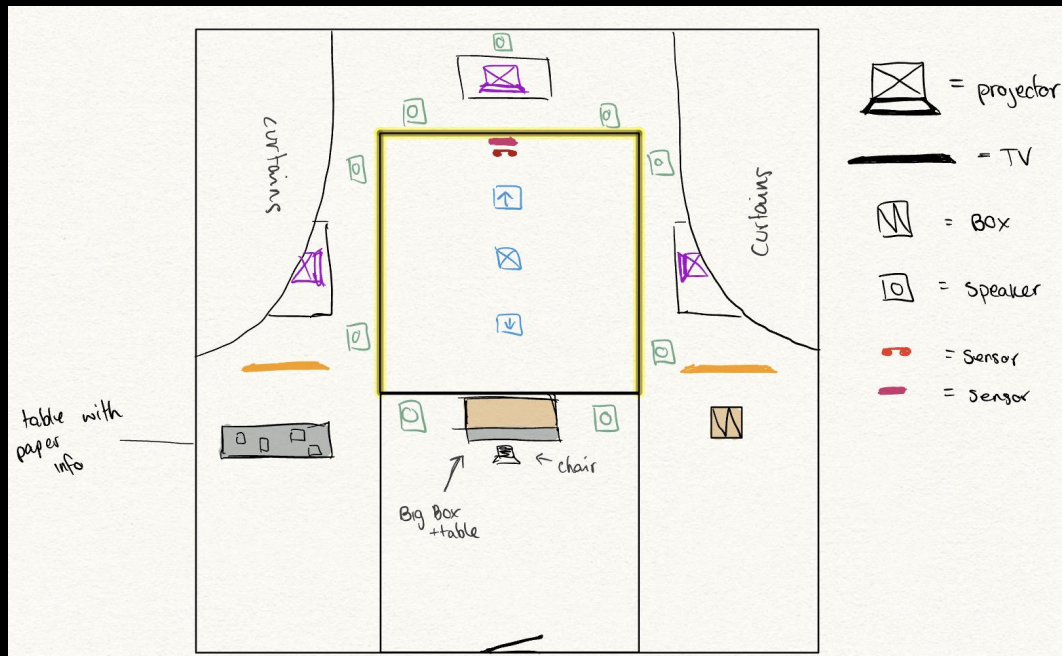 curtains
curtains
table with
paper
info
Big Box
+table
← chair
= projector
= TV
= BOX
= speaker
= sensor
= sensor